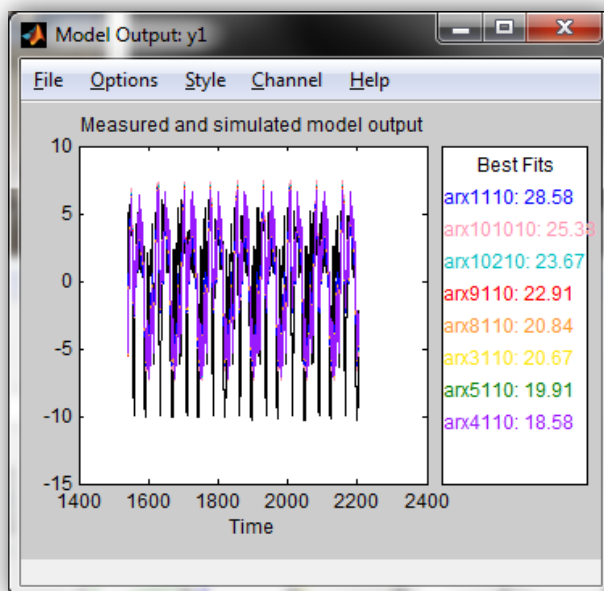 Model Output: y1
File Options Style Channel Help
Measured and simulated model output
10
5
0
-5
-10
-15
1400 1600 1800 2000 2200 2400
Time
Best Fits
arx1110: 28.58
arx101010: 25.33
arx10210: 23.67
arx9110: 22.91
arx8110: 20.84
arx3110: 20.67
arx5110: 19.91
arx4110: 18.58